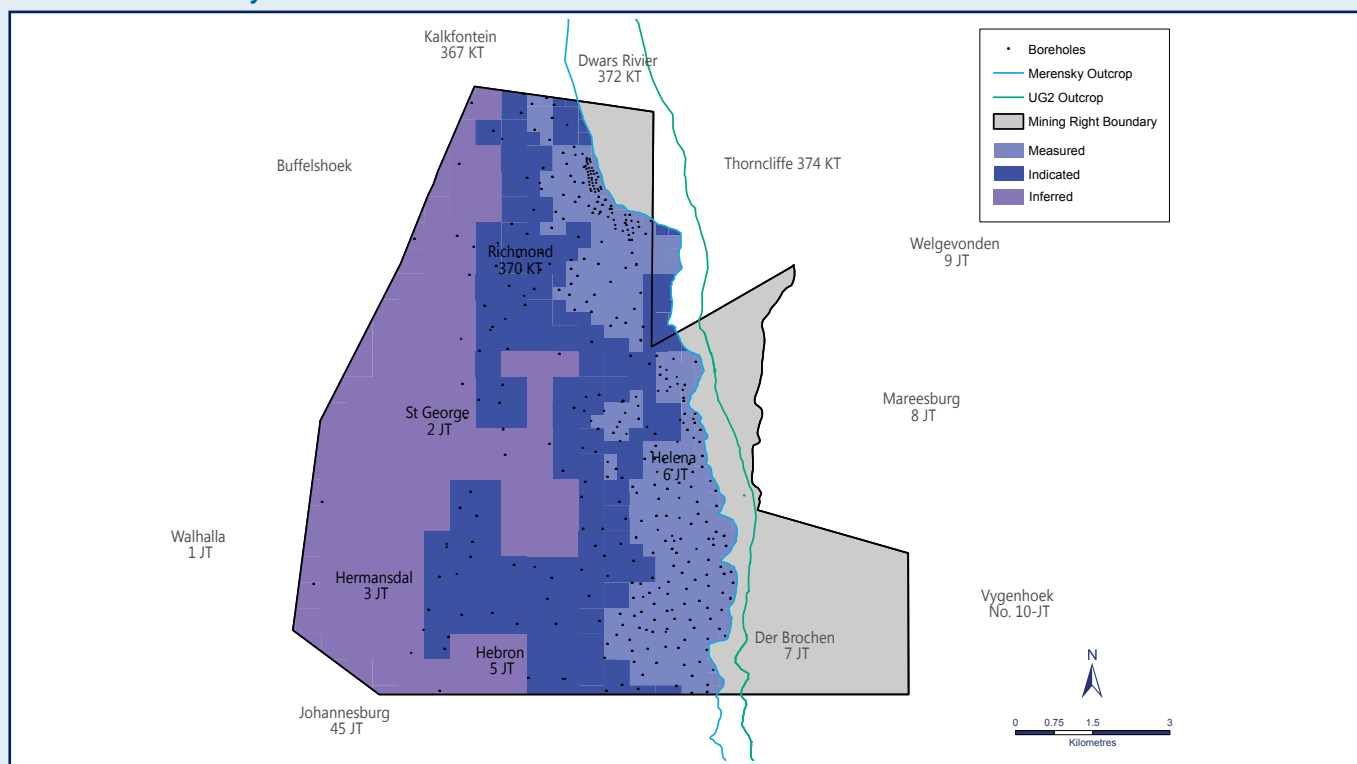 Kalkfontein
367 KT
Dwars Rivier
372 KT
Boreholes
Merensky Outcrop
UG2 Outcrop
Mining Right Boundary
Measured
Indicated
Inferred
Buffelshoek
Thorncliffe 374 KT
Richmond
370 KT
Welgevonden
9 JT
St George
2 JT
Mareesburg
8 JT
Helena
6 JT
Walhalla
1 JT
Hermansdal
3 JT
Vygenhoek
No. 10-JT
Hebron
5 JT
Der Brochen
7 JT
Johannesburg
45 JT
N
0 0.75 1.5 3
Kilometres